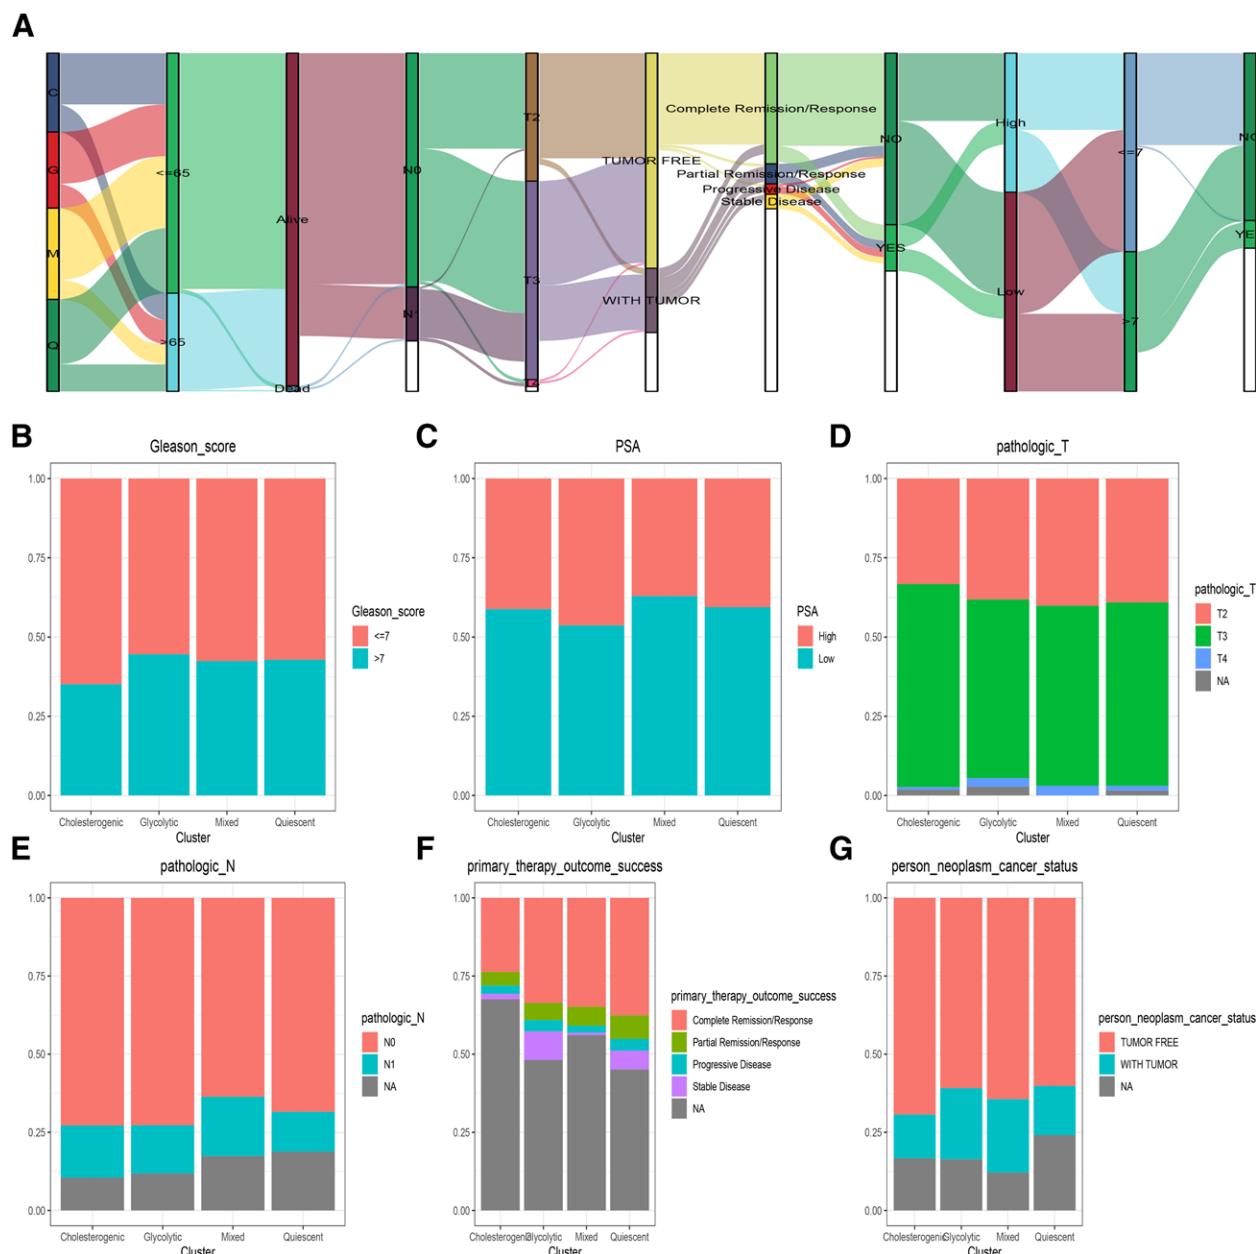 A
C
G
M
Q
<=65
>65
Alive
Dead
N0
T2
T3
TUMOR FREE
WITH TUMOR
Complete Remission/Response
Partial Remission/Response
Progressive Disease
Stable Disease
NO
YES
High
Low
<=7
>7
B
Gleason_score
1.00
0.75
0.50
0.25
0.00
Cholesterogenic Glycolytic Mixed Quiescent
Cluster
Gleason_score
<=7
>7
C
PSA
1.00
0.75
0.50
0.25
0.00
Cholesterogenic Glycolytic Mixed Quiescent
Cluster
PSA
High
Low
D
pathologic_T
1.00
0.75
0.50
0.25
0.00
Cholesterogenic Glycolytic Mixed Quiescent
Cluster
pathologic_T
T2
T3
T4
NA
E
pathologic_N
1.00
0.75
0.50
0.25
0.00
Cholesterogenic Glycolytic Mixed Quiescent
Cluster
pathologic_N
N0
N1
NA
F
primary_therapy_outcome_success
1.00
0.75
0.50
0.25
0.00
Cholesterogenic Glycolytic Mixed Quiescent
Cluster
primary_therapy_outcome_success
Complete Remission/Response
Partial Remission/Response
Progressive Disease
Stable Disease
NA
G
person_neoplasm_cancer_status
1.00
0.75
0.50
0.25
0.00
Cholesterogenic Glycolytic Mixed Quiescent
Cluster
person_neoplasm_cancer_status
TUMOR FREE
WITH TUMOR
NA